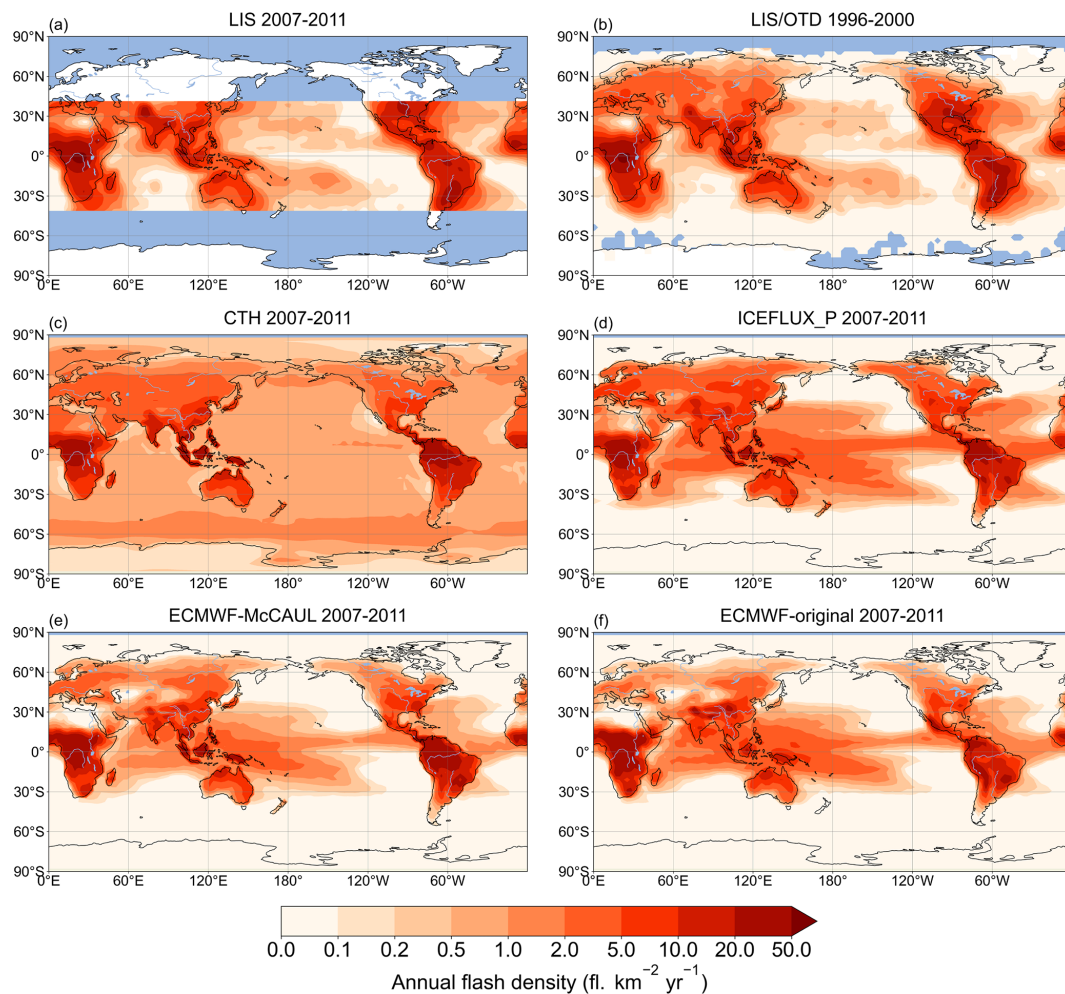 (a) LIS 2007-2011
(b) LIS/OTD 1996-2000
90°N 90°N
60°N 60°N
30°N 30°N
0° 0°
30°S 30°S
60°S 60°S
90°S 90°S
0°E 60°E 120°E 180° 120°W 60°W 0°E 60°E 120°E 180° 120°W 60°W
(c) CTH 2007-2011
(d) ICEFLUX_P 2007-2011
90°N 90°N
60°N 60°N
30°N 30°N
0° 0°
30°S 30°S
60°S 60°S
90°S 90°S
0°E 60°E 120°E 180° 120°W 60°W 0°E 60°E 120°E 180° 120°W 60°W
(e) ECMWF-McCAUL 2007-2011
(f) ECMWF-original 2007-2011
90°N 90°N
60°N 60°N
30°N 30°N
0° 0°
30°S 30°S
60°S 60°S
90°S 90°S
0°E 60°E 120°E 180° 120°W 60°W 0°E 60°E 120°E 180° 120°W 60°W
0.0 0.1 0.2 0.5 1.0 2.0 5.0 10.0 20.0 50.0
Annual flash density (fl. km⁻² yr⁻¹)